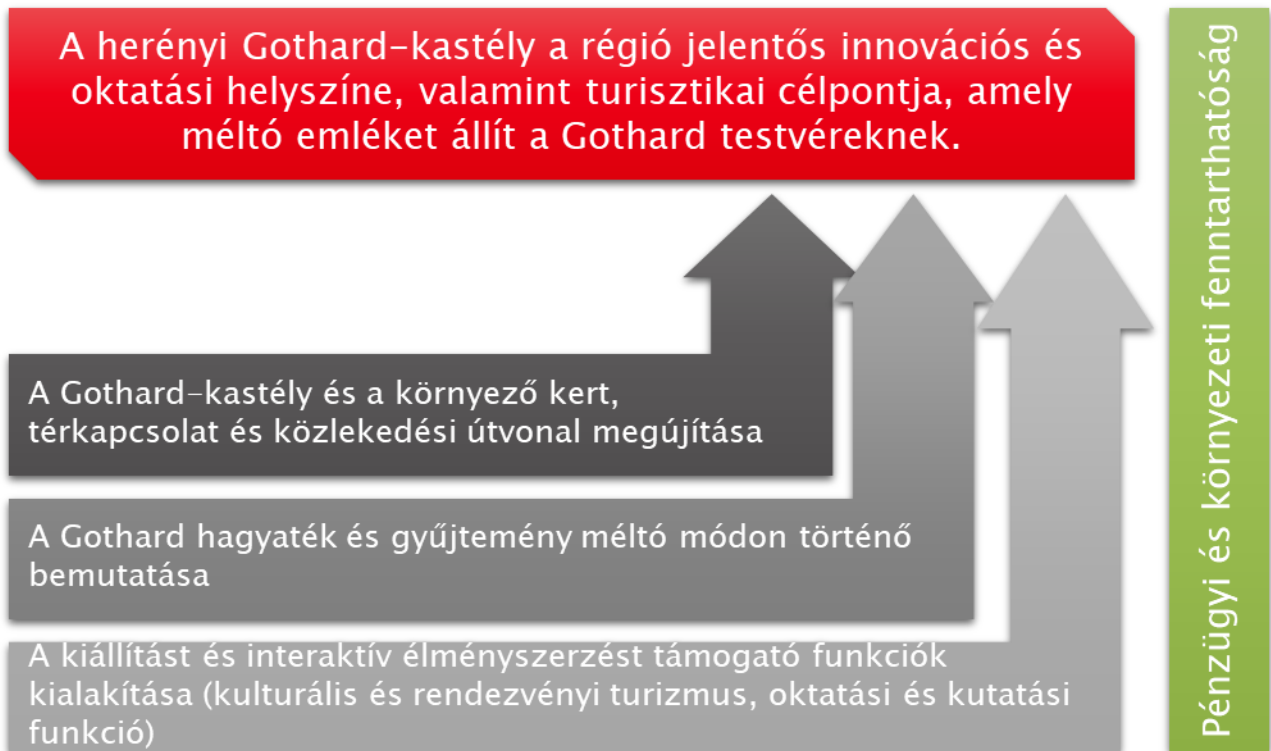 A herényi Gothard-kastély a régió jelentős innovációs és
oktatási helyszíne, valamint turisztikai célpontja, amely
méltó emléket állít a Gothard testvéreknek.
A Gothard-kastély és a környező kert,
térkapcsolat és közlekedési útvonal megújítása
A Gothard hagyaték és gyűjtemény méltó módon történő
bemutatása
A kiállítást és interaktív élményszerzést támogató funkciók
kialakítása (kulturális és rendezvényi turizmus, oktatási és kutatási
funkció)
Pénzügyi és környezeti fenntarthatóság